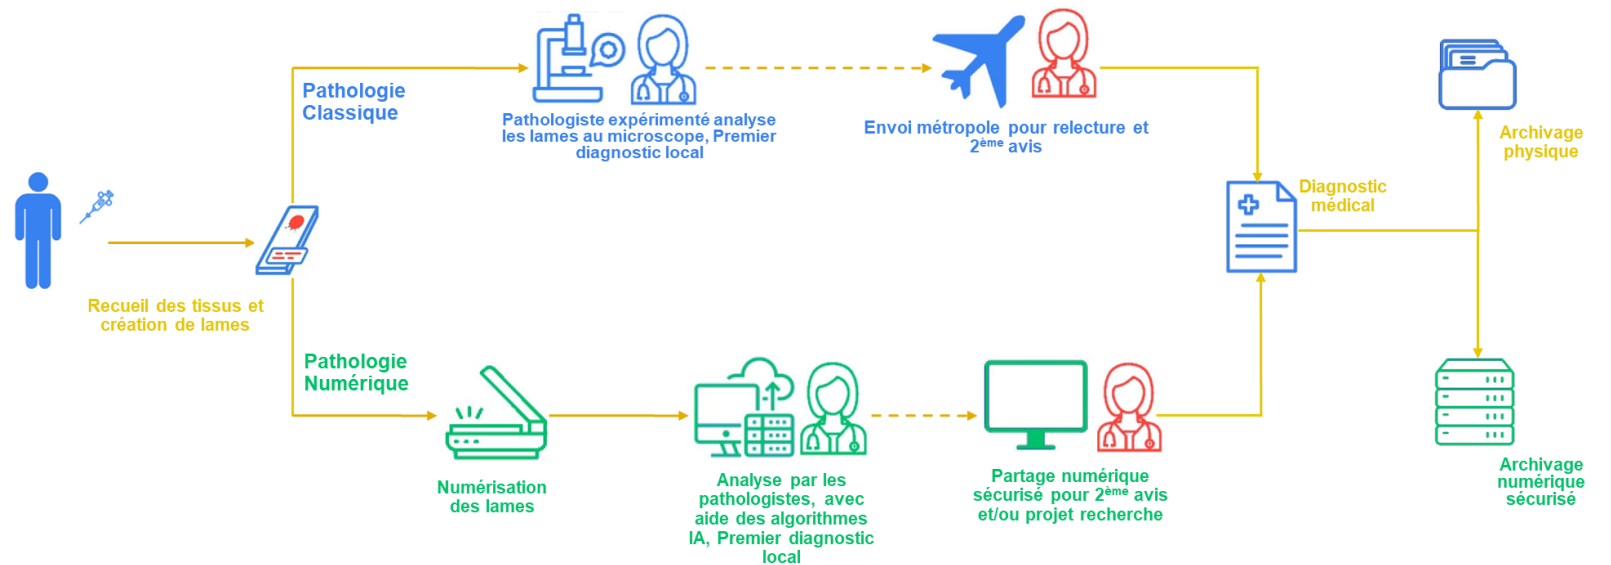 Pathologie
Classique
Pathologiste expérimenté analyse
les lames au microscope, Premier
diagnostic local
Envoi métropole pour relecture et
2ème avis
Archivage
physique
Diagnostic
médical
Recueil des tissus et
création de lames
Pathologie
Numérique
Numérisation
des lames
Analyse par les
pathologistes, avec
aide des algorithmes
IA, Premier diagnostic
local
Partage numérique
sécurisé pour 2ème avis
et/ou projet recherche
Archivage
numérique
sécurisé